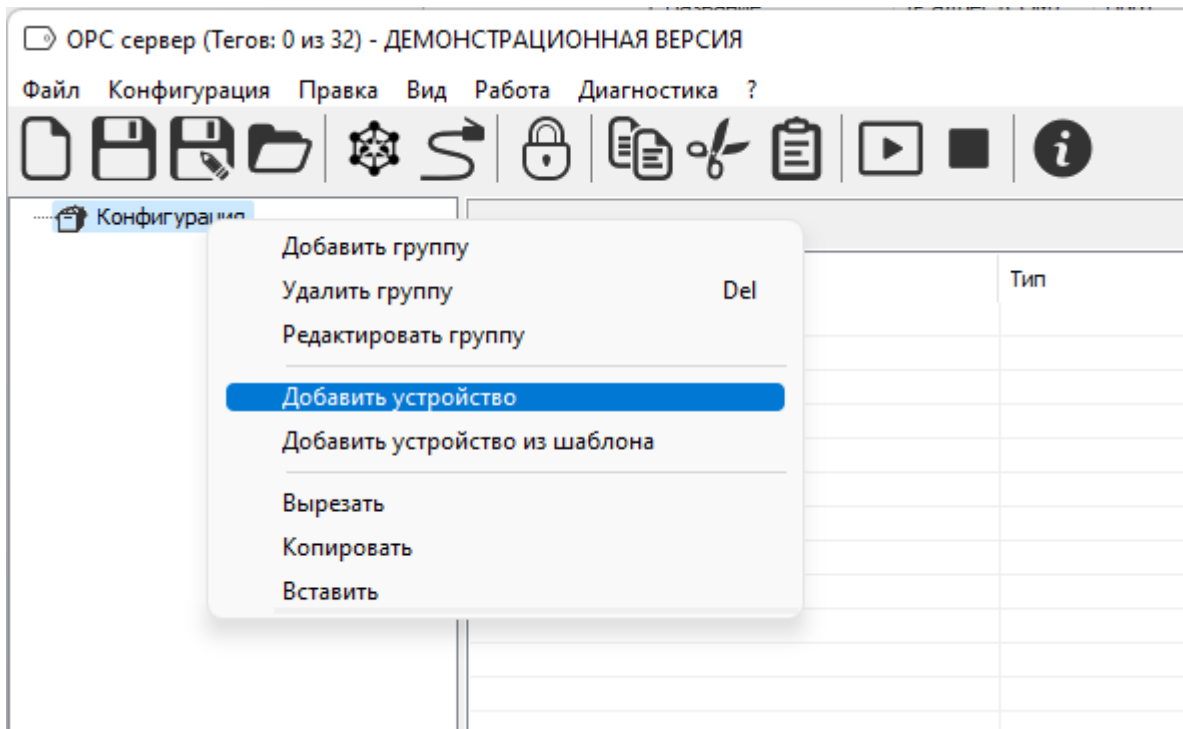 ОРС сервер (Тегов: 0 из 32) - ДЕМОНСТРАЦИОННАЯ ВЕРСИЯ
Файл Конфигурация Правка Вид Работа Диагностика ?
Конфигурация
Добавить группу
Тип
Удалить группу Del
Редактировать группу
Добавить устройство
Добавить устройство из шаблона
Вырезать
Копировать
Вставить